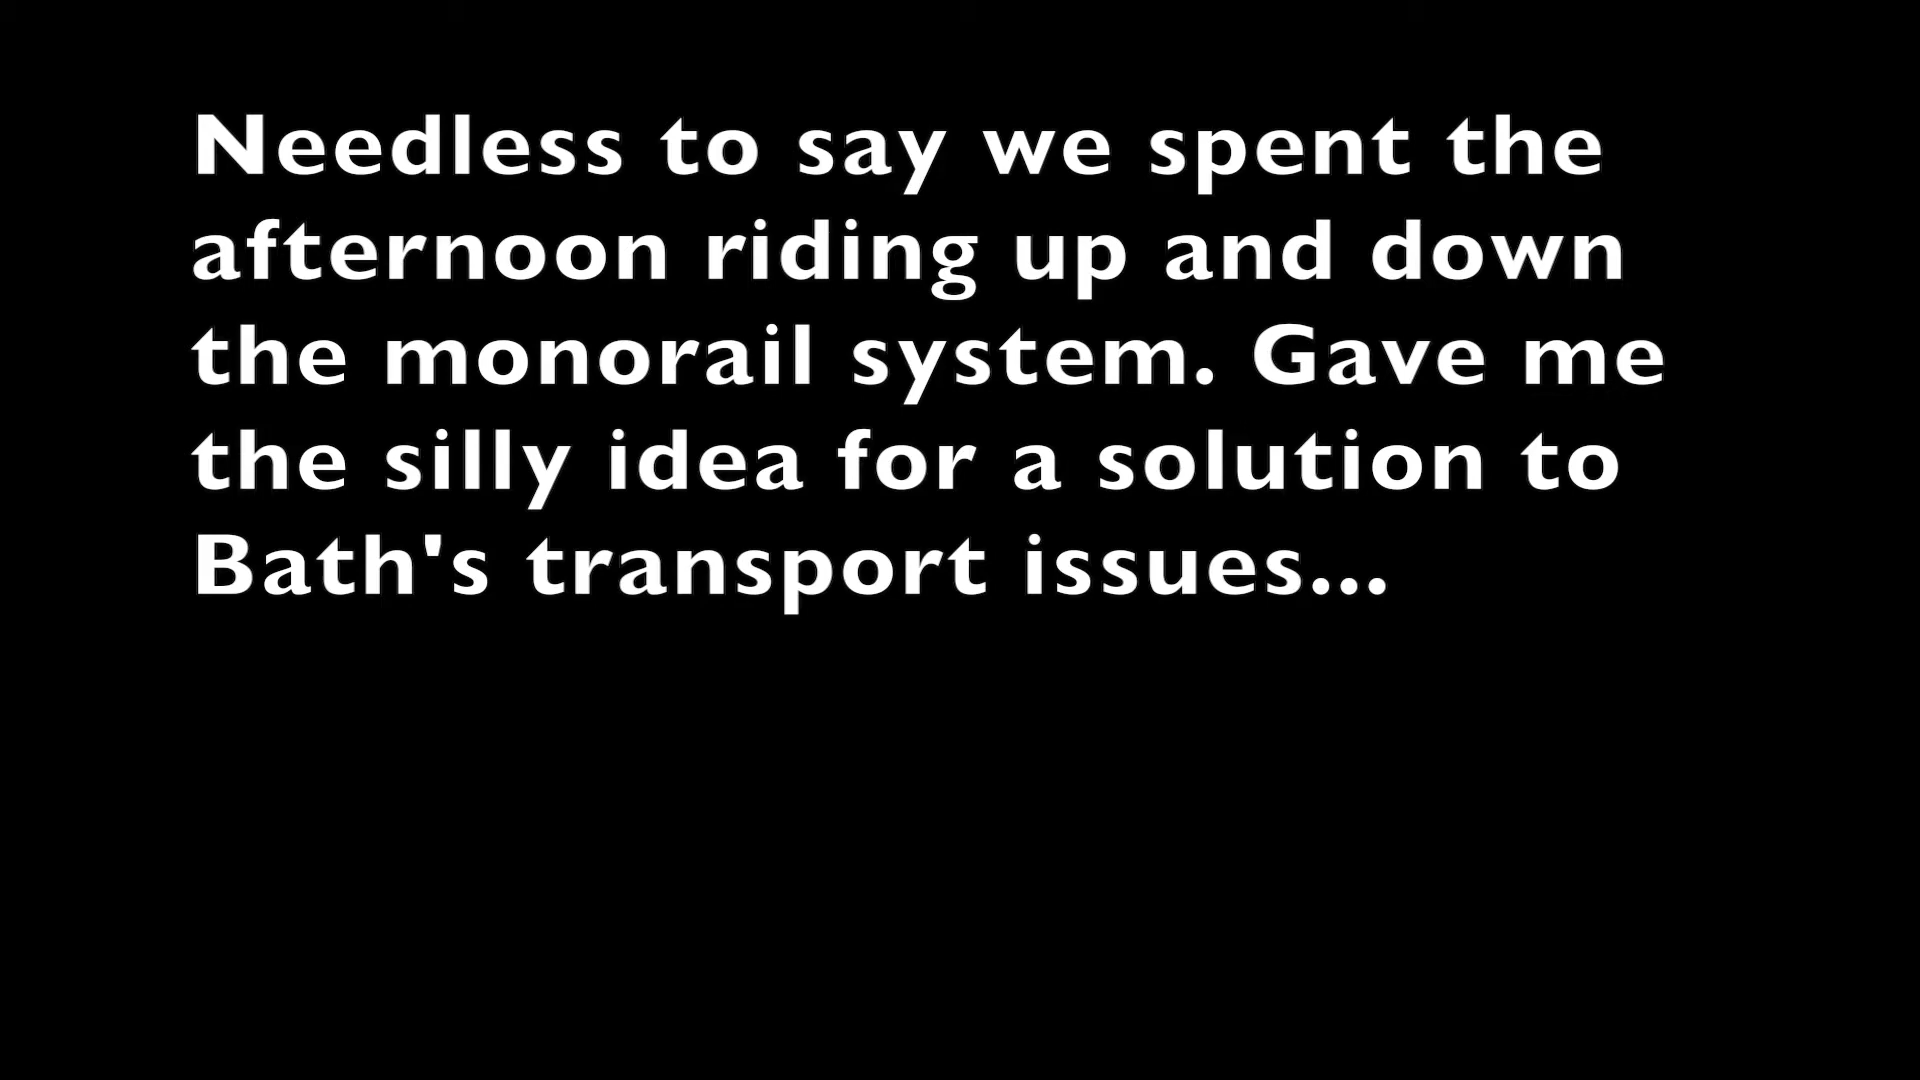 Needless to say we spent the
afternoon riding up and down
the monorail system. Gave me
the silly idea for a solution to
Bath's transport issues...